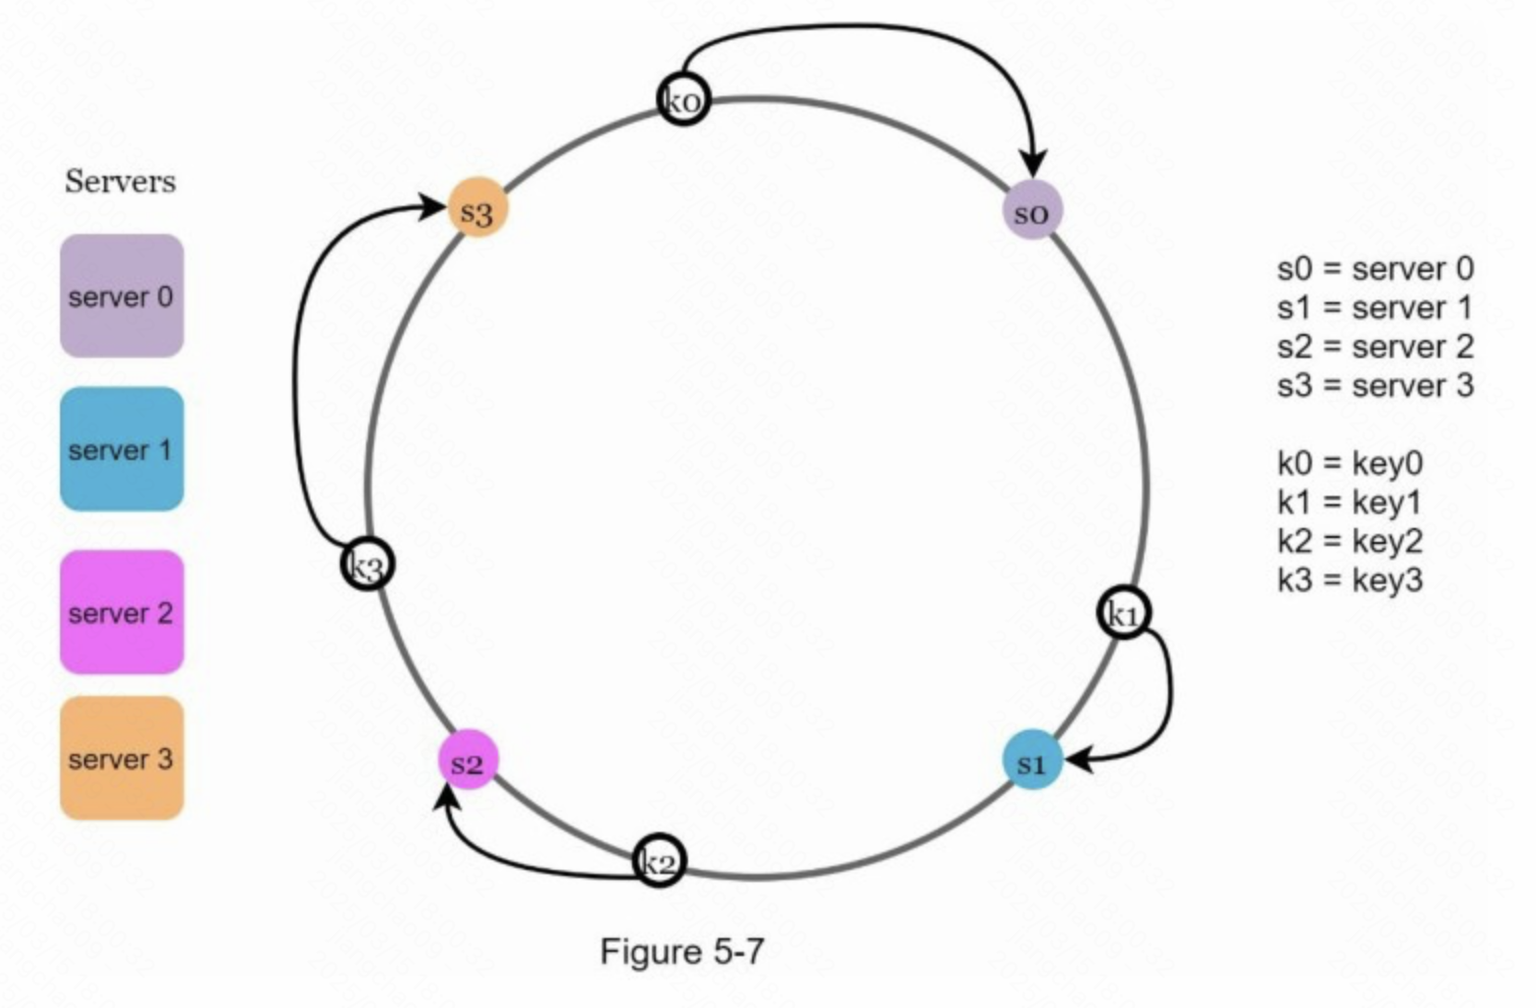 Servers
server 0
server 1
server 2
server 3
k0
s3
s0
k3
k1
s2
s1
k2
s0 = server 0
s1 = server 1
s2 = server 2
s3 = server 3
k0 = key0
k1 = key1
k2 = key2
k3 = key3
Figure 5-7